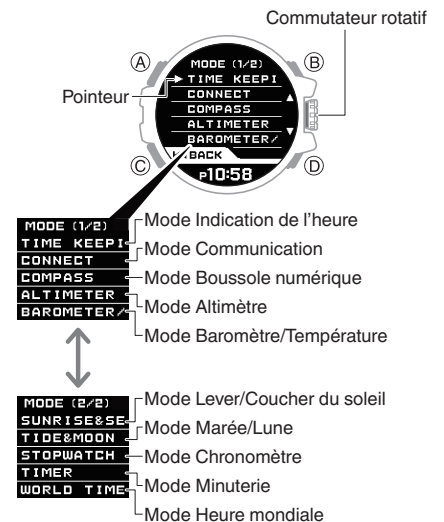 Commutateur rotatif
A
B
MODE (1/2)
TIME KEEPI
Pointeur
CONNECT
COMPASS
ALTIMETER
BAROMETER/
BACK
C
D
P10:58
MODE (1/2)
TIME KEEPI
Mode Indication de l’heure
CONNECT
Mode Communication
COMPASS
Mode Boussole numérique
ALTIMETER
Mode Altimètre
BAROMETER/
Mode Baromètre/Température
MODE (2/2)
SUNRISE&SE
Mode Lever/Coucher du soleil
TIDE&MOON
Mode Marée/Lune
STOPWATCH
Mode Chronomètre
TIMER
Mode Minuterie
WORLD TIME
Mode Heure mondiale